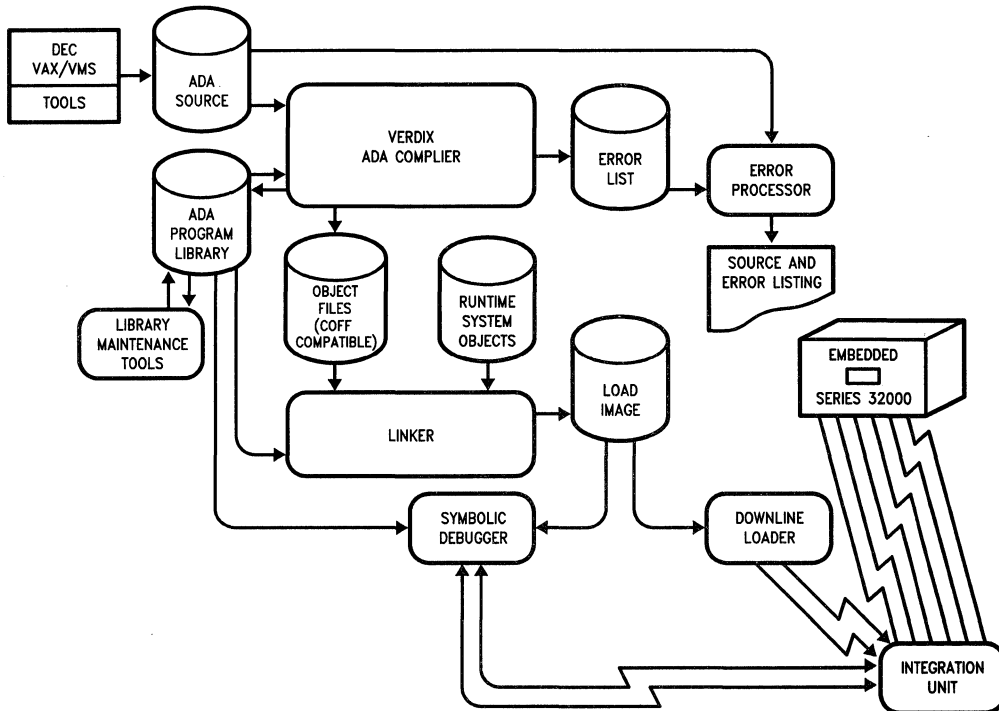 DEC
VAX/VMS
TOOLS
ADA
SOURCE
VERDIX
ADA COMPLIER
ERROR
LIST
ERROR
PROCESSOR
ADA
PROGRAM
LIBRARY
SOURCE AND
ERROR LISTING
OBJECT
FILES
(COFF
COMPATIBLE)
RUNTIME
SYSTEM
OBJECTS
LIBRARY
MAINTENANCE
TOOLS
LOAD
IMAGE
EMBEDDED
SERIES 32000
LINKER
SYMBOLIC
DEBUGGER
DOWNLINE
LOADER
INTEGRATION
UNIT